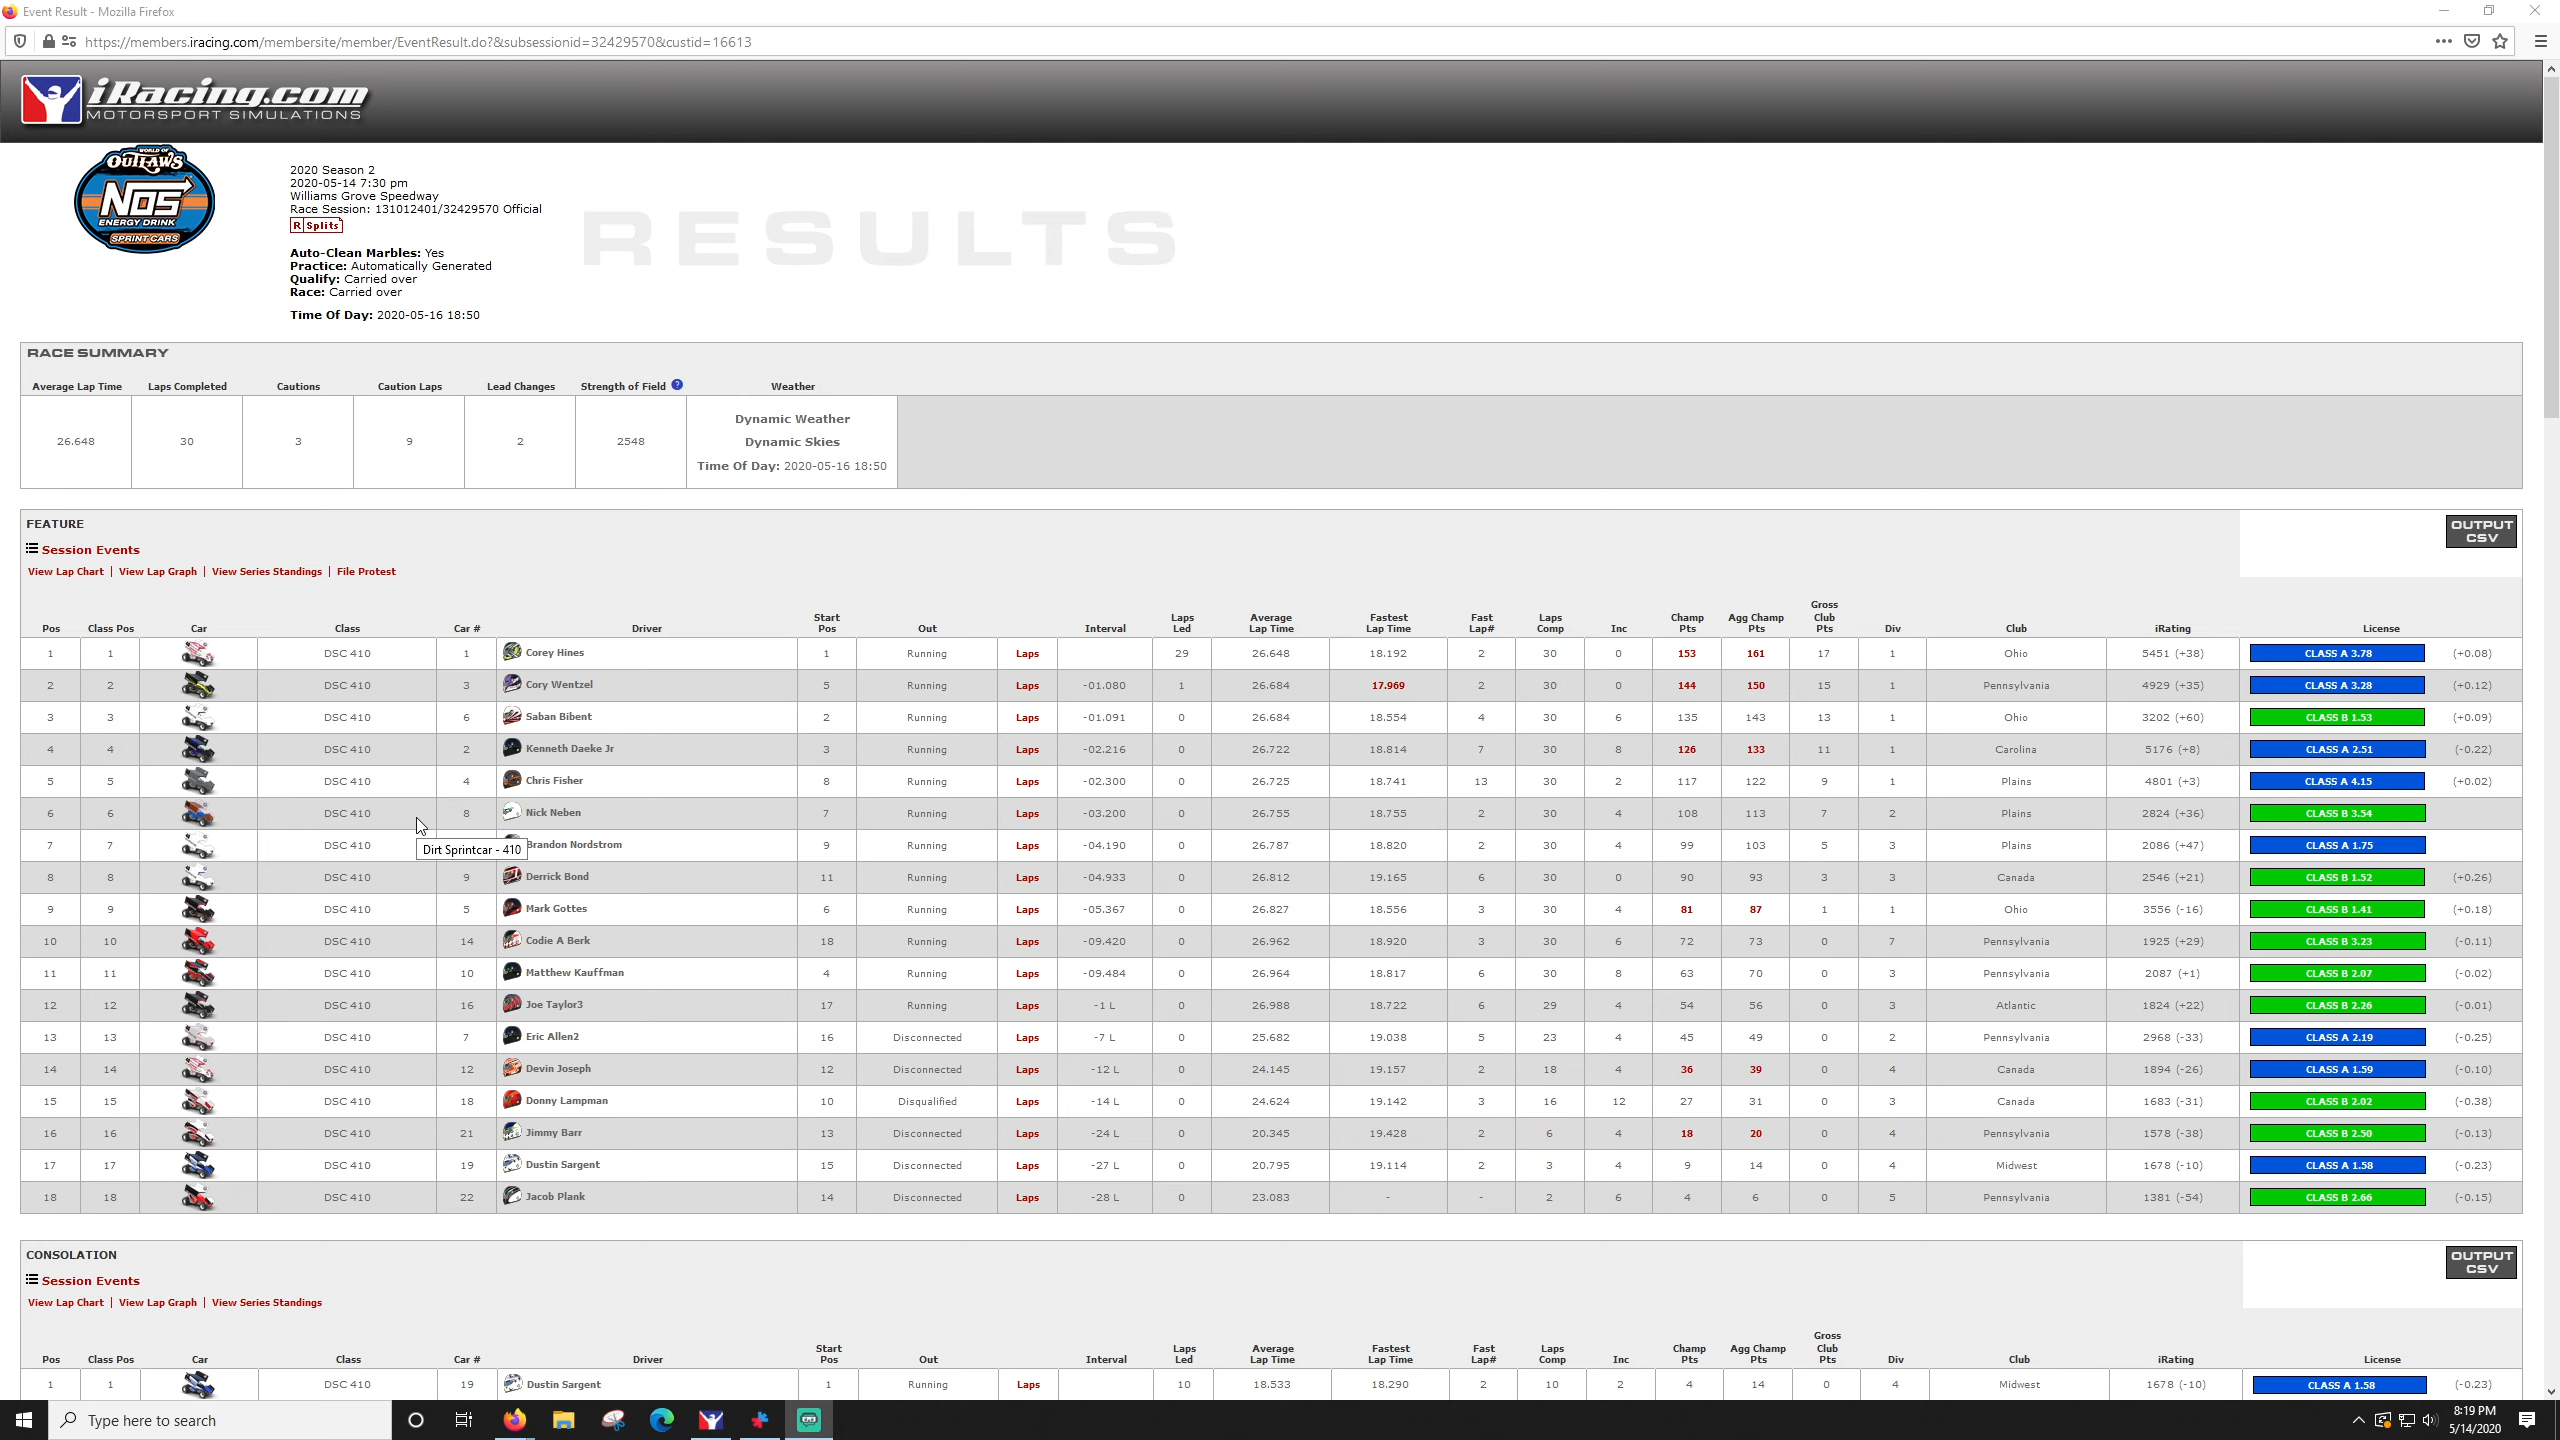 Event Result - Mozilla Firefox
https://members.iracing.com/membersite/member/EventResult.do?&subsessionid=32429570&custid=16613
iRacing.com
MOTORSPORT SIMULATIONS
WORLD OF
OUTLAWS
NOS
ENERGY DRINK
SPRINT CARS
2020 Season 2
2020-05-14 7:30 pm
Williams Grove Speedway
Race Session: 131012401/32429570 Official
R Splits
RESULTS
Auto-Clean Marbles: Yes
Practice: Automatically Generated
Qualify: Carried over
Race: Carried over
Time Of Day: 2020-05-16 18:50
RACE SUMMARY
Average Lap Time Laps Completed Cautions Caution Laps Lead Changes Strength of Field ? Weather
26.648 30 3 9 2 2548
Dynamic Weather
Dynamic Skies
Time Of Day: 2020-05-16 18:50
FEATURE
OUTPUT
CSV
Session Events
View Lap Chart | View Lap Graph | View Series Standings | File Protest
Pos Class Pos Car Class Car # Driver Start Pos Out Interval Laps Led Average Lap Time Fastest Lap Time Fast Lap# Laps Comp Inc Champ Pts Agg Champ Pts Gross Club Pts Div Club iRating License
1 1 DSC 410 1 Corey Hines 1 Running Laps 29 26.648 18.192 2 30 0 153 161 17 1 Ohio 5451 (+38) CLASS A 3.78 (+0.08)
2 2 DSC 410 3 Cory Wentzel 5 Running Laps -01.080 1 26.684 17.969 2 30 0 144 150 15 1 Pennsylvania 4929 (+35) CLASS A 3.28 (+0.12)
3 3 DSC 410 6 Saban Bibent 2 Running Laps -01.091 0 26.684 18.554 4 30 6 135 143 13 1 Ohio 3202 (+60) CLASS B 1.53 (+0.09)
4 4 DSC 410 2 Kenneth Daeke Jr 3 Running Laps -02.216 0 26.722 18.814 7 30 8 126 133 11 1 Carolina 5176 (+8) CLASS A 2.51 (-0.22)
5 5 DSC 410 4 Chris Fisher 8 Running Laps -02.300 0 26.725 18.741 13 30 2 117 122 9 1 Plains 4801 (+3) CLASS A 4.15 (+0.02)
6 6 DSC 410 8 Nick Neben 7 Running Laps -03.200 0 26.755 18.755 2 30 4 108 113 7 2 Plains 2824 (+36) CLASS B 3.54
7 7 DSC 410 Brandon Nordstrom 9 Running Laps -04.190 0 26.787 18.820 2 30 4 99 103 5 3 Plains 2086 (+47) CLASS A 1.75
Dirt Sprintcar - 410
8 8 DSC 410 9 Derrick Bond 11 Running Laps -04.933 0 26.812 19.165 6 30 0 90 93 3 3 Canada 2546 (+21) CLASS B 1.52 (+0.26)
9 9 DSC 410 5 Mark Gottes 6 Running Laps -05.367 0 26.827 18.556 3 30 4 81 87 1 1 Ohio 3556 (-16) CLASS B 1.41 (+0.18)
10 10 DSC 410 14 Codie A Berk 18 Running Laps -09.420 0 26.962 18.920 3 30 6 72 73 0 7 Pennsylvania 1925 (+29) CLASS B 3.23 (-0.11)
11 11 DSC 410 10 Matthew Kauffman 4 Running Laps -09.484 0 26.964 18.817 6 30 8 63 70 0 3 Pennsylvania 2087 (+1) CLASS B 2.07 (-0.02)
12 12 DSC 410 16 Joe Taylor3 17 Running Laps -1 L 0 26.988 18.722 6 29 4 54 56 0 3 Atlantic 1824 (+22) CLASS B 2.26 (-0.01)
13 13 DSC 410 7 Eric Allen2 16 Disconnected Laps -7 L 0 25.682 19.038 5 23 4 45 49 0 2 Pennsylvania 2968 (-33) CLASS A 2.19 (-0.25)
14 14 DSC 410 12 Devin Joseph 12 Disconnected Laps -12 L 0 24.145 19.157 2 18 4 36 39 0 4 Canada 1894 (-26) CLASS A 1.59 (-0.10)
15 15 DSC 410 18 Donny Lampman 10 Disqualified Laps -14 L 0 24.624 19.142 3 16 12 27 31 0 3 Canada 1683 (-31) CLASS B 2.02 (-0.38)
16 16 DSC 410 21 Jimmy Barr 13 Disconnected Laps -24 L 0 20.345 19.428 2 6 4 18 20 0 4 Pennsylvania 1578 (-38) CLASS B 2.50 (-0.13)
17 17 DSC 410 19 Dustin Sargent 15 Disconnected Laps -27 L 0 20.795 19.114 2 3 4 9 14 0 4 Midwest 1678 (-10) CLASS A 1.58 (-0.23)
18 18 DSC 410 22 Jacob Plank 14 Disconnected Laps -28 L 0 23.083 - - 2 6 4 6 0 5 Pennsylvania 1381 (-54) CLASS B 2.66 (-0.15)
CONSOLATION
OUTPUT
CSV
Session Events
View Lap Chart | View Lap Graph | View Series Standings
Pos Class Pos Car Class Car # Driver Start Pos Out Interval Laps Led Average Lap Time Fastest Lap Time Fast Lap# Laps Comp Inc Champ Pts Agg Champ Pts Gross Club Pts Div Club iRating License
1 1 DSC 410 19 Dustin Sargent 1 Running Laps 10 18.533 18.290 2 10 2 4 14 0 4 Midwest 1678 (-10) CLASS A 1.58 (-0.23)
Type here to search
8:19 PM
5/14/2020